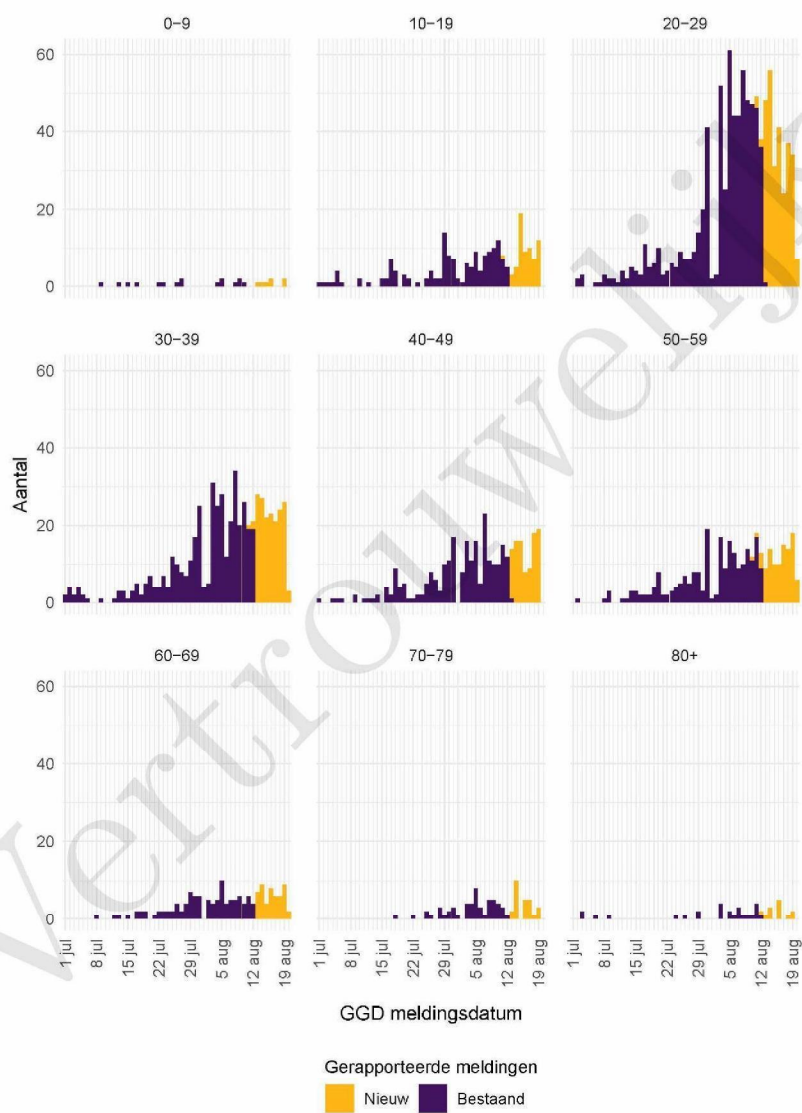 0-9 10-19 20-29
60
40
20
0
30-39 40-49 50-59
60
40
20
0
60-69 70-79 80+
60
40
20
0
Aantal
1 jul 8 jul 15 jul 22 jul 29 jul 5 aug 12 aug 19 aug 1 jul 8 jul 15 jul 22 jul 29 jul 5 aug 12 aug 19 aug 1 jul 8 jul 15 jul 22 jul 29 jul 5 aug 12 aug 19 aug
GGD meldingsdatum
Gerapporteerde meldingen
Nieuw Bestaand
Vertrouwelijk